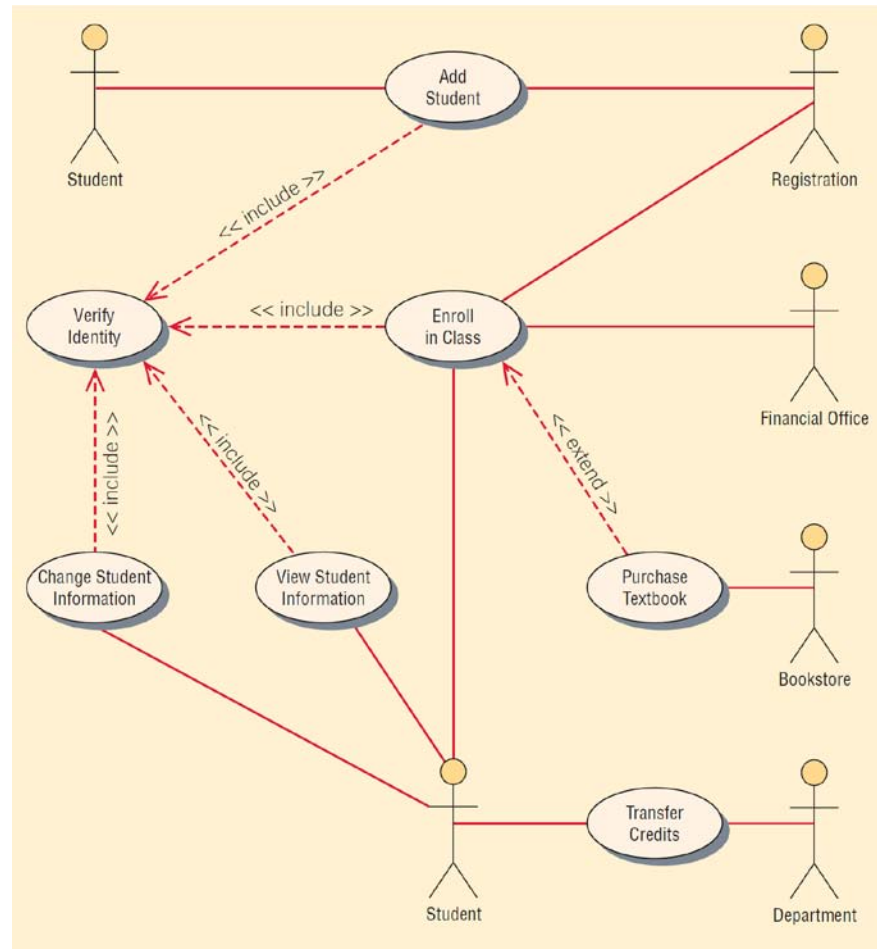 Add
Student
Student
Registration
<< include >>
Verify
Identity
<< include >>
Enroll
in Class
Financial Office
<< include >>
<< include >>
<< extend >>
Change Student
Information
View Student
Information
Purchase
Textbook
Bookstore
Transfer
Credits
Student
Department